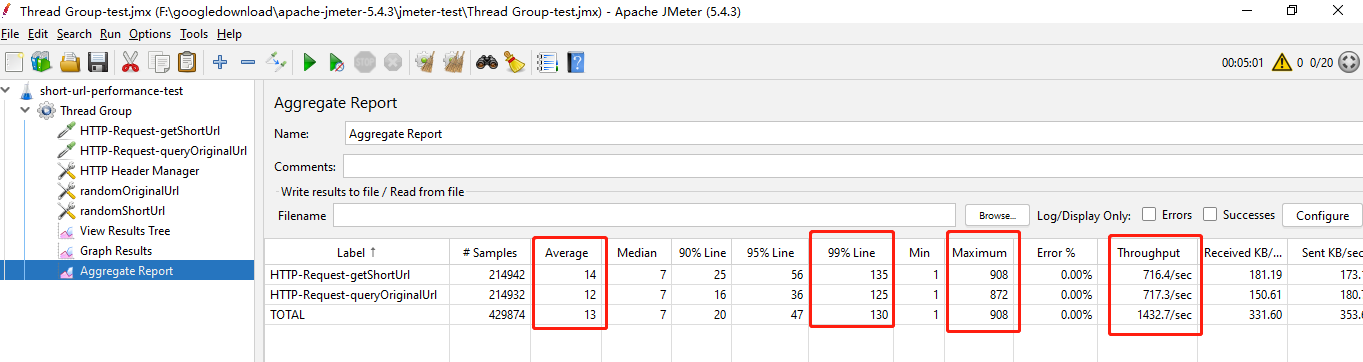 Thread Group-test.jmx (F:\googledownload\apache-jmeter-5.4.3\jmeter-test\Thread Group-test.jmx) - Apache JMeter (5.4.3)
File Edit Search Run Options Tools Help
STOP 00:05:01 0 0/20
short-url-performance-test
Thread Group
HTTP-Request-getShortUrl
HTTP-Request-queryOriginalUrl
HTTP Header Manager
randomOriginalUrl
randomShortUrl
View Results Tree
Graph Results
Aggregate Report
Aggregate Report
Name: Aggregate Report
Comments:
Write results to file / Read from file
Filename Browse... Log/Display Only: Errors Successes Configure
Label ↑ # Samples Average Median 90% Line 95% Line 99% Line Min Maximum Error % Throughput Received KB/... Sent KB/sec
HTTP-Request-getShortUrl 214942 14 7 25 56 135 1 908 0.00% 716.4/sec 181.19 173.
HTTP-Request-queryOriginalUrl 214932 12 7 16 36 125 1 872 0.00% 717.3/sec 150.61 180.
TOTAL 429874 13 7 20 47 130 1 908 0.00% 1432.7/sec 331.60 353.